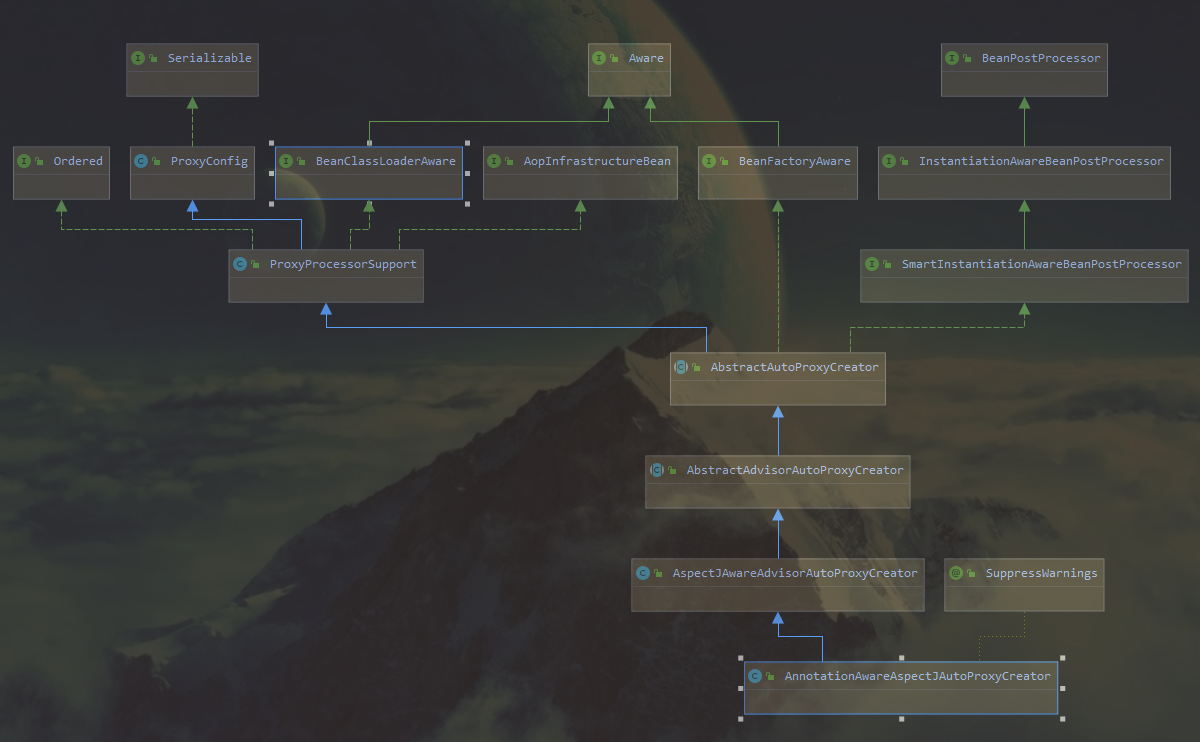 Serializable
Aware
BeanPostProcessor
Ordered
ProxyConfig
BeanClassLoaderAware
AopInfrastructureBean
BeanFactoryAware
InstantiationAwareBeanPostProcessor
ProxyProcessorSupport
SmartInstantiationAwareBeanPostProcessor
AbstractAutoProxyCreator
AbstractAdvisorAutoProxyCreator
AspectJAwareAdvisorAutoProxyCreator
SuppressWarnings
AnnotationAwareAspectJAutoProxyCreator